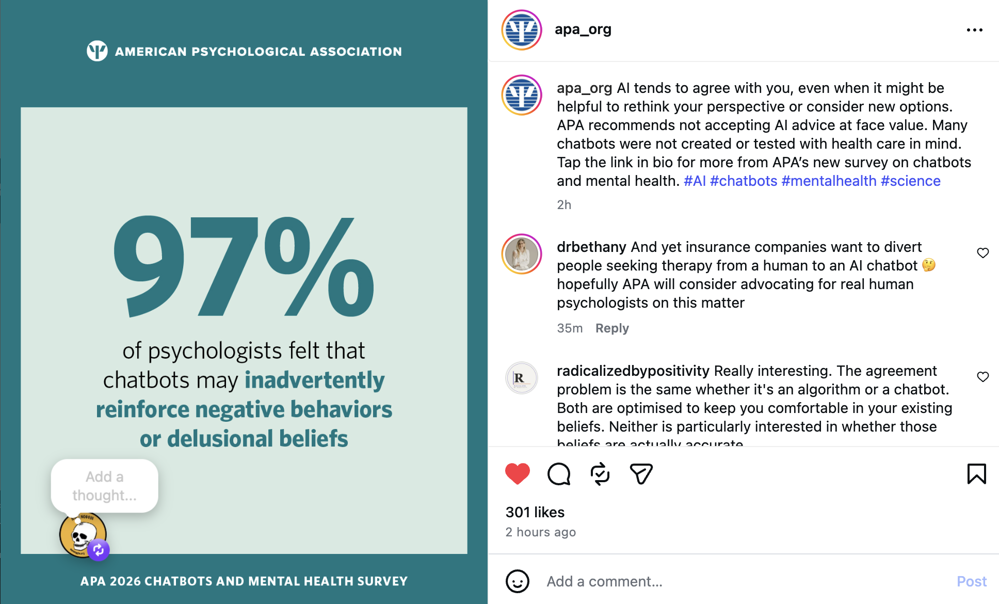 AMERICAN PSYCHOLOGICAL ASSOCIATION
97%
of psychologists felt that
chatbots may inadvertently
reinforce negative behaviors
or delusional beliefs
Add a
thought...
NOGGIN
APA 2026 CHATBOTS AND MENTAL HEALTH SURVEY
apa_org
apa_org AI tends to agree with you, even when it might be
helpful to rethink your perspective or consider new options.
APA recommends not accepting AI advice at face value. Many
chatbots were not created or tested with health care in mind.
Tap the link in bio for more from APA’s new survey on chatbots
and mental health. #AI #chatbots #mentalhealth #science
2h
drbethany And yet insurance companies want to divert
people seeking therapy from a human to an AI chatbot 🤔
hopefully APA will consider advocating for real human
psychologists on this matter
35m Reply
R
radicalizedbypositivity Really interesting. The agreement
problem is the same whether it's an algorithm or a chatbot.
Both are optimised to keep you comfortable in your existing
beliefs. Neither is particularly interested in whether those
beliefs are actually accurate
301 likes
2 hours ago
Add a comment...
Post